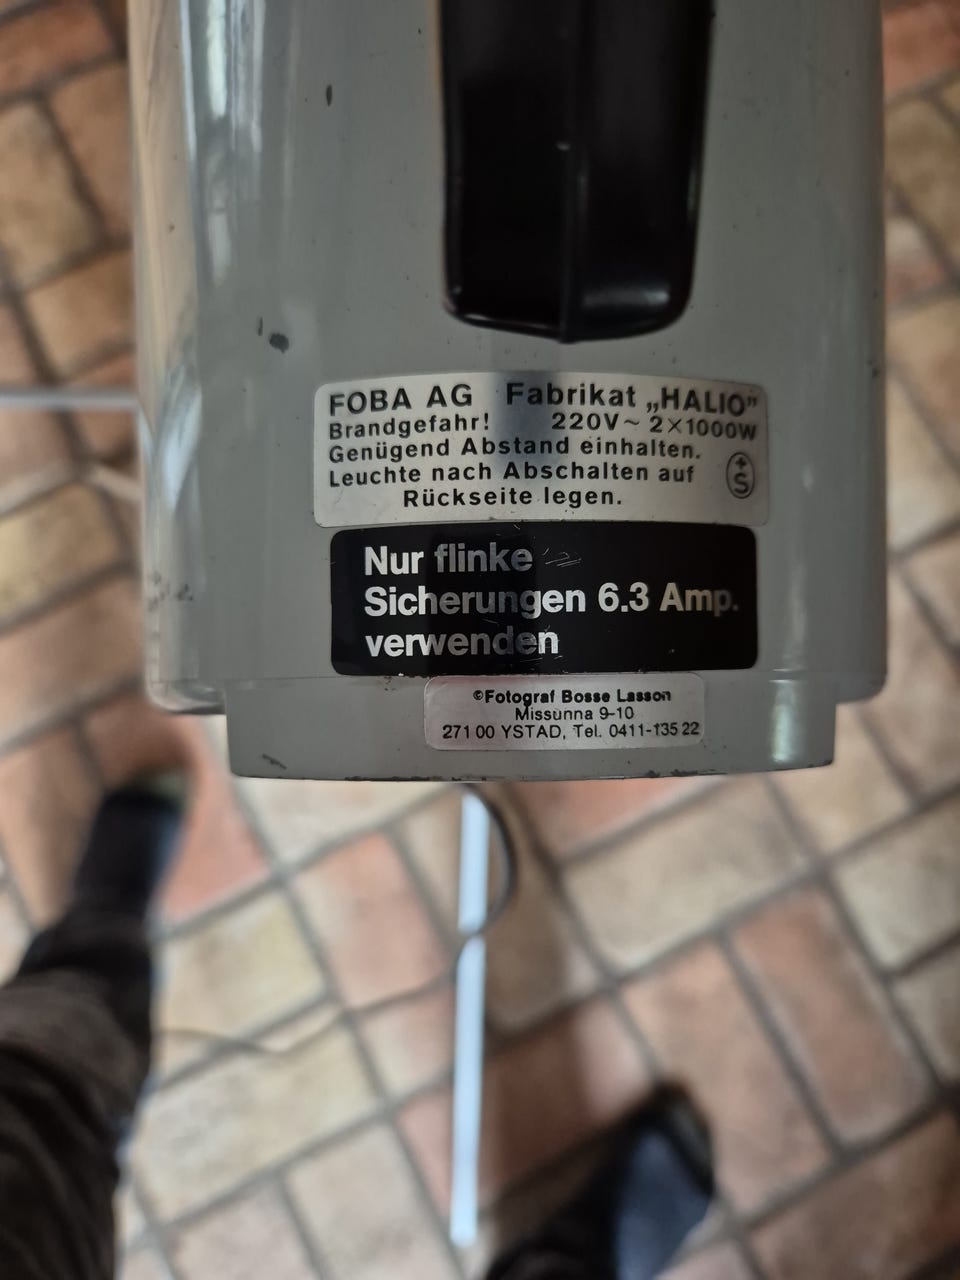 FOBA AG Fabrikat „HALIO”
Brandgefahr! 220V~ 2×1000W
Genügend Abstand einhalten.
Leuchte nach Abschalten auf
Rückseite legen.
+S
Nur flinke
Sicherungen 6.3 Amp.
verwenden
©Fotograf Bosse Lasson
Missunna 9-10
271 00 YSTAD, Tel. 0411-135 22